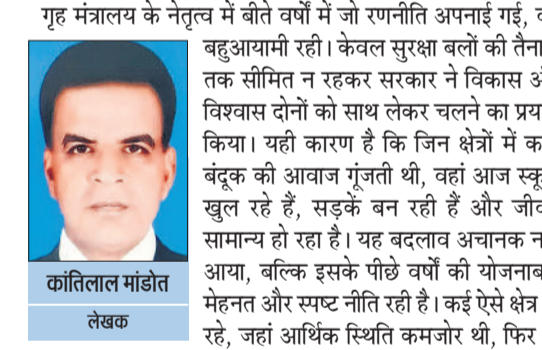 गृह मंत्रालय के नेतृत्व में बीते वर्षों में जो रणनीति अपनाई गई,
बहुआयामी रही। केवल सुरक्षा बलों की
तक सीमित न रहकर सरकार ने विकास
विश्वास दोनों को साथ लेकर चलने का
किया। यही कारण है कि जिन क्षेत्रों में
बंदूक की आवाज गूंजती थी, वहां आज
खुल रहे हैं, सड़कें बन रही हैं और
सामान्य हो रहा है। यह बदलाव अचानक
आया, बल्कि इसके पीछे वर्षों की
मेहनत और स्पष्ट नीति रही है। कई ऐसे क्षेत्र
रहे, जहां आर्थिक स्थिति कमजोर थी, फिर
कांतिलाल मांडोत
लेखक